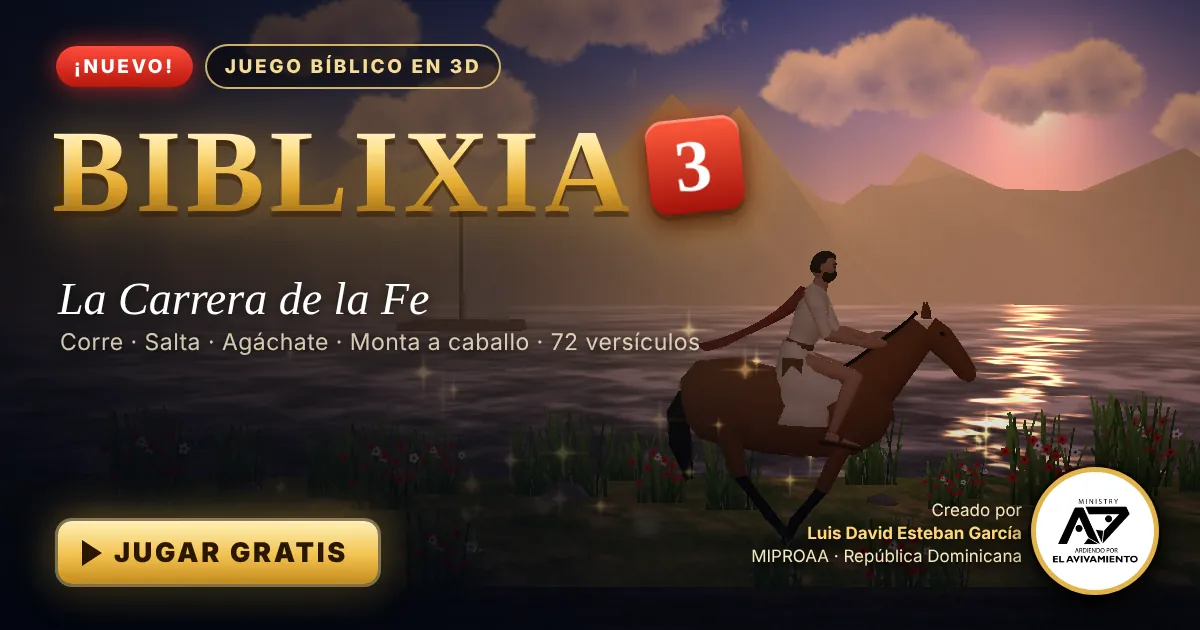 ¡NUEVO!
JUEGO BÍBLICO EN 3D
BIBLIXIA 3
La Carrera de la Fe
Corre · Salta · Agáchate · Monta a caballo · 72 versículos
JUGAR GRATIS
Creado por
Luis David Esteban García
MIPROAA · República Dominicana
MINISTRY
A7
ARDIENDO POR
EL AVIVAMIENTO